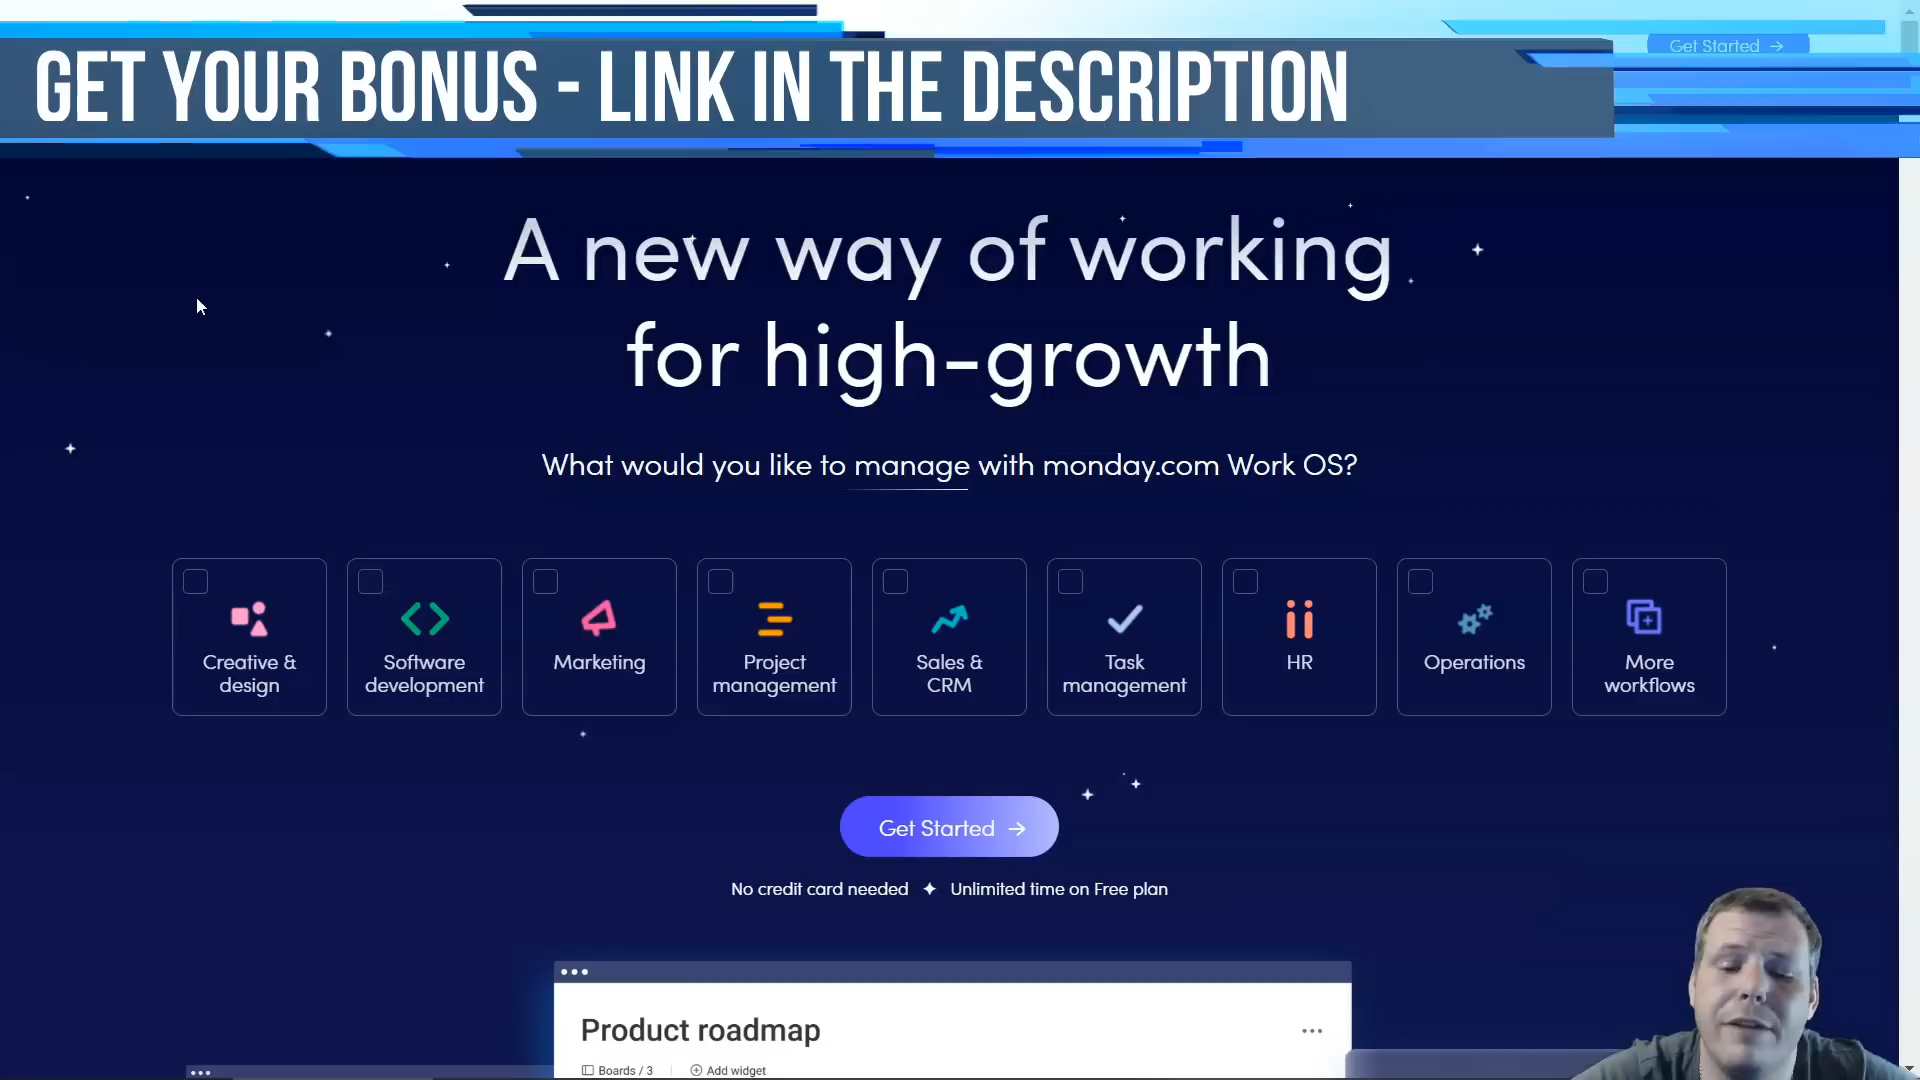 GET YOUR BONUS - LINK IN THE DESCRIPTION
Get Started →
A new way of working
for high-growth
What would you like to manage with monday.com Work OS?
Creative &
design
Software
development
Marketing
Project
management
Sales &
CRM
Task
management
HR
Operations
More
workflows
Get Started →
No credit card needed ✦ Unlimited time on Free plan
Product roadmap
Boards / 3
Add widget